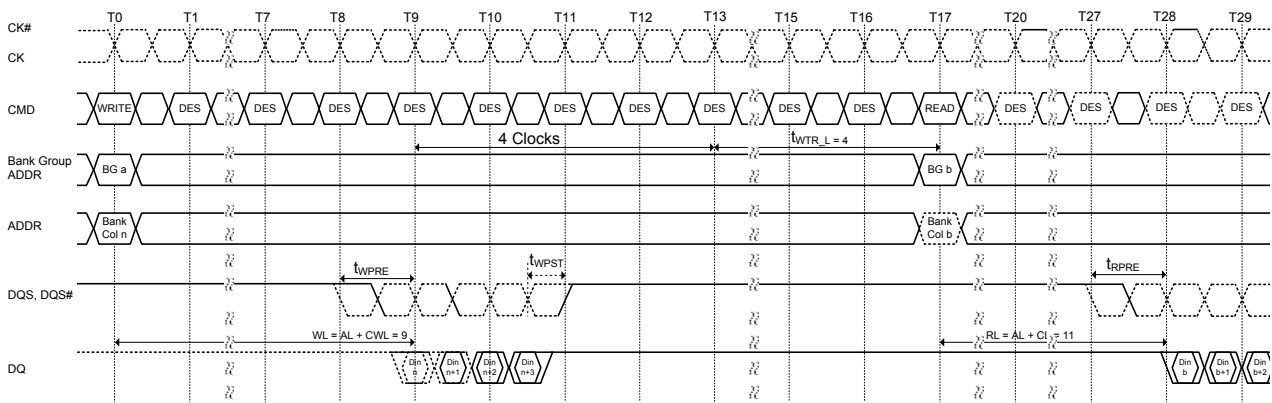 T0 T1 T7 T8 T9 T10 T11 T12 T13 T15 T16 T17 T20 T27 T28 T29
CK#
CK
CMD WRITE DES DES DES DES DES DES DES DES DES DES READ DES DES DES DES
4 Clocks tWTR_L = 4
Bank Group
ADDR
BG a BG b
ADDR
Bank
Col n
Bank
Col b
tWPRE tWPST tRPRE
DQS, DQS#
WL = AL + CWL = 9 RL = AL + CL = 11
DQ
Din
n
Din
n+1
Din
n+2
Din
n+3
Din
b
Din
b+1
Din
b+2